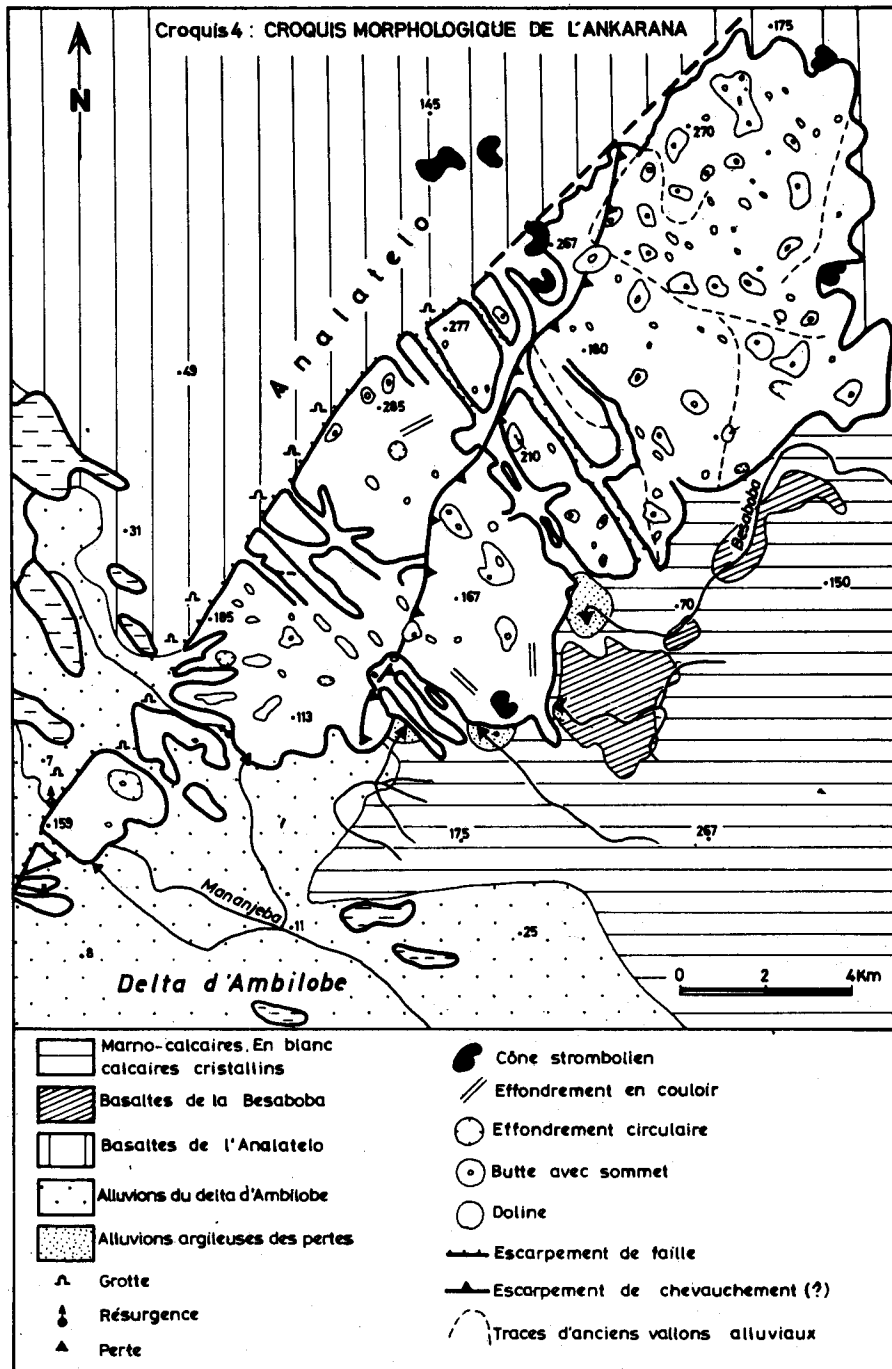 Croquis 4 : CROQUIS MORPHOLOGIQUE DE L'ANKARANA
N
175
145
270
Analatelo
267
277
49
180
285
210
Besaboba
31
150
167
70
185
113
7
159
175
267
Mananjeba
11
25
8
Delta d'Ambilobe
0 2 4Km
Marno-calcaires. En blanc
calcaires cristallins
Basaltes de la Besaboba
Basaltes de l'Analatelo
Alluvions du delta d'Ambilobe
Alluvions argileuses des pertes
Grotte
Résurgence
Perte
Cône strombolien
Effondrement en couloir
Effondrement circulaire
Butte avec sommet
Doline
Escarpement de faille
Escarpement de chevauchement (?)
Traces d'anciens vallons alluviaux